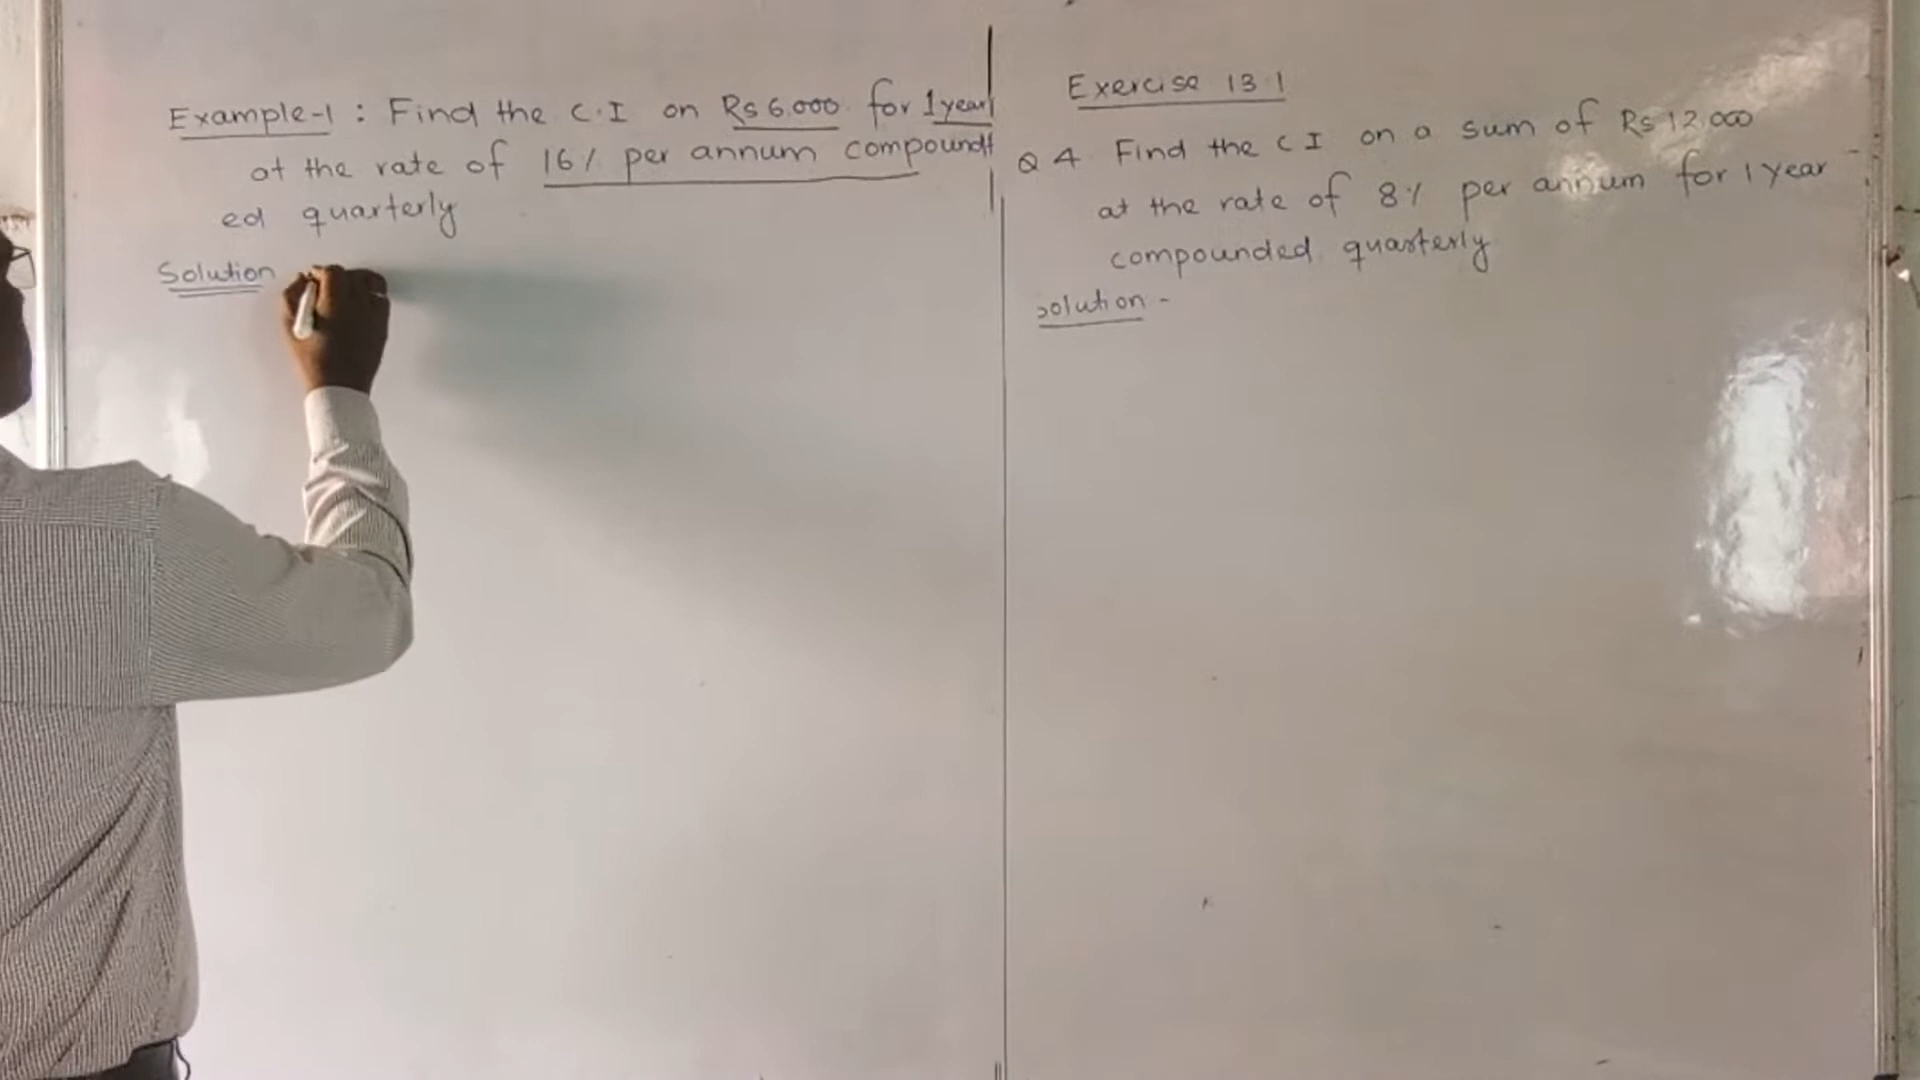 Example-1 : Find the C.I on Rs 6,000 for 1 year
at the rate of 16% per annum compound
ed quarterly
Solution
Exercise 13.1
Q 4 Find the C I on a sum of Rs 12,000
at the rate of 8% per annum for 1 year
compounded quarterly
solution -